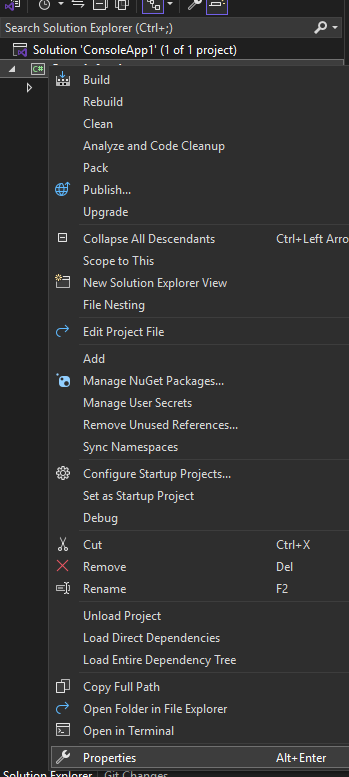 Search Solution Explorer (Ctrl+;)
Solution 'ConsoleApp1' (1 of 1 project)
C#
Build
Rebuild
Clean
Analyze and Code Cleanup
Pack
Publish...
Upgrade
Collapse All Descendants Ctrl+Left Arro
Scope to This
New Solution Explorer View
File Nesting
Edit Project File
Add
Manage NuGet Packages...
Manage User Secrets
Remove Unused References...
Sync Namespaces
Configure Startup Projects...
Set as Startup Project
Debug
Cut Ctrl+X
Remove Del
Rename F2
Unload Project
Load Direct Dependencies
Load Entire Dependency Tree
Copy Full Path
Open Folder in File Explorer
Open in Terminal
Properties Alt+Enter
Solution Explorer Git Changes